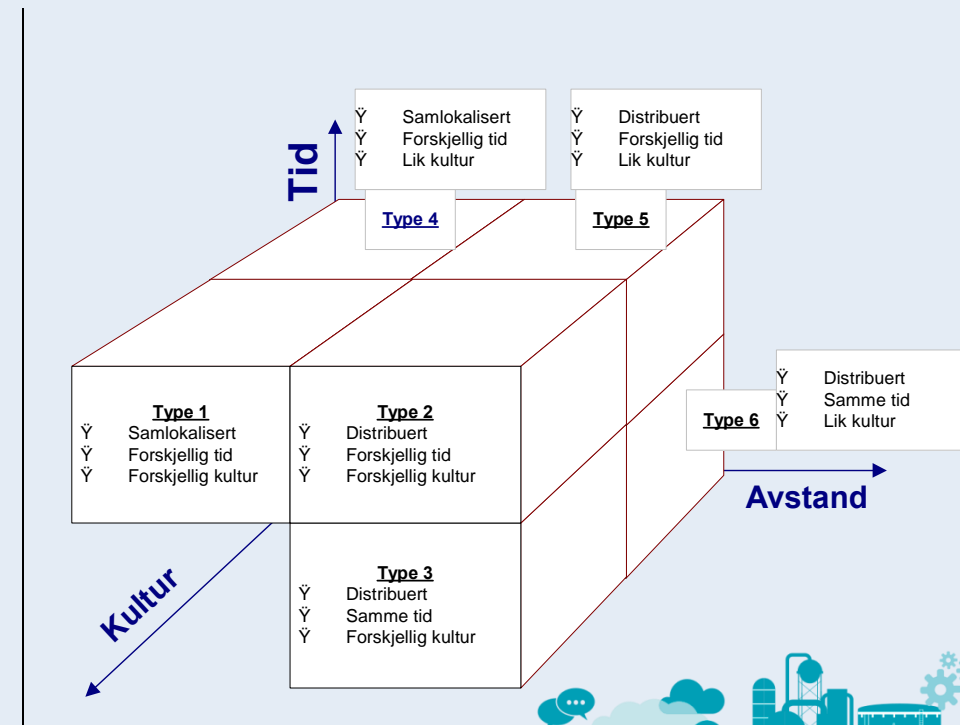 Tid
Ÿ Samlokalisert
Ÿ Forskjellig tid
Ÿ Lik kultur
Type 4
Ÿ Distribuert
Ÿ Forskjellig tid
Ÿ Lik kultur
Type 5
Type 1
Ÿ Samlokalisert
Ÿ Forskjellig tid
Ÿ Forskjellig kultur
Type 2
Ÿ Distribuert
Ÿ Forskjellig tid
Ÿ Forskjellig kultur
Type 6
Ÿ Distribuert
Ÿ Samme tid
Ÿ Lik kultur
Avstand
Kultur
Type 3
Ÿ Distribuert
Ÿ Samme tid
Ÿ Forskjellig kultur